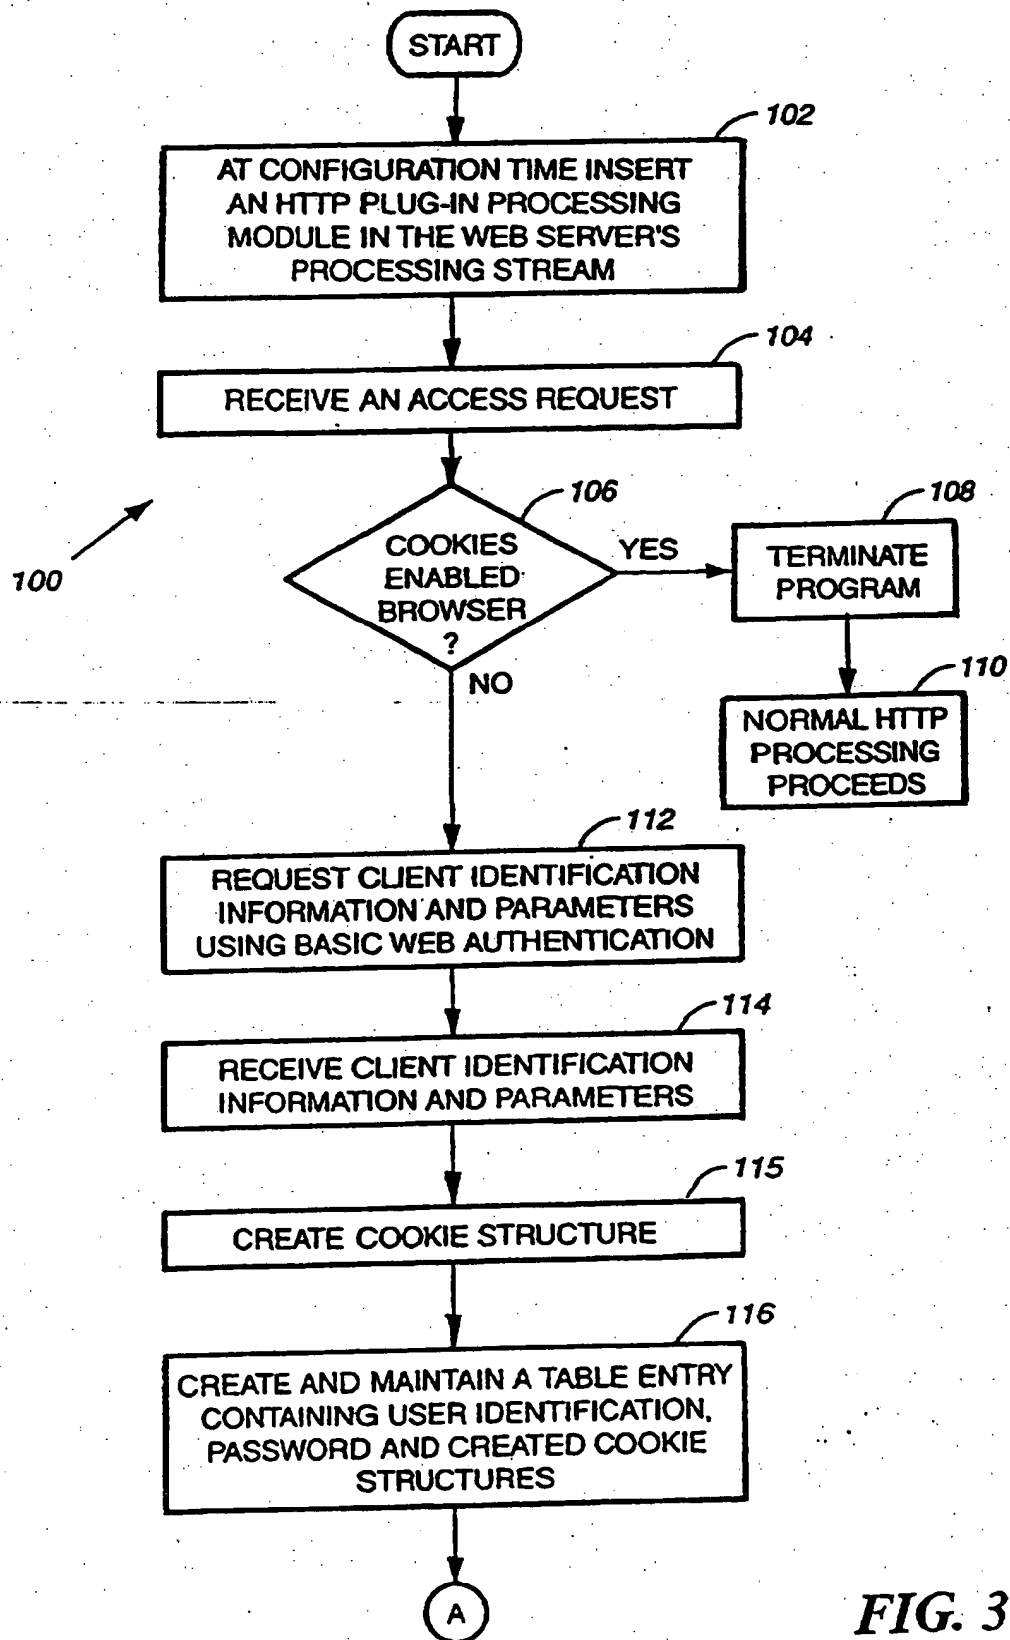 START
102
AT CONFIGURATION TIME INSERT
AN HTTP PLUG-IN PROCESSING
MODULE IN THE WEB SERVER'S
PROCESSING STREAM
104
RECEIVE AN ACCESS REQUEST
106
COOKIES
ENABLED
BROWSER
?
YES
108
TERMINATE
PROGRAM
100
NO
110
NORMAL HTTP
PROCESSING
PROCEEDS
112
REQUEST CLIENT IDENTIFICATION
INFORMATION AND PARAMETERS
USING BASIC WEB AUTHENTICATION
114
RECEIVE CLIENT IDENTIFICATION
INFORMATION AND PARAMETERS
115
CREATE COOKIE STRUCTURE
116
CREATE AND MAINTAIN A TABLE ENTRY
CONTAINING USER IDENTIFICATION,
PASSWORD AND CREATED COOKIE
STRUCTURES
A
FIG. 3